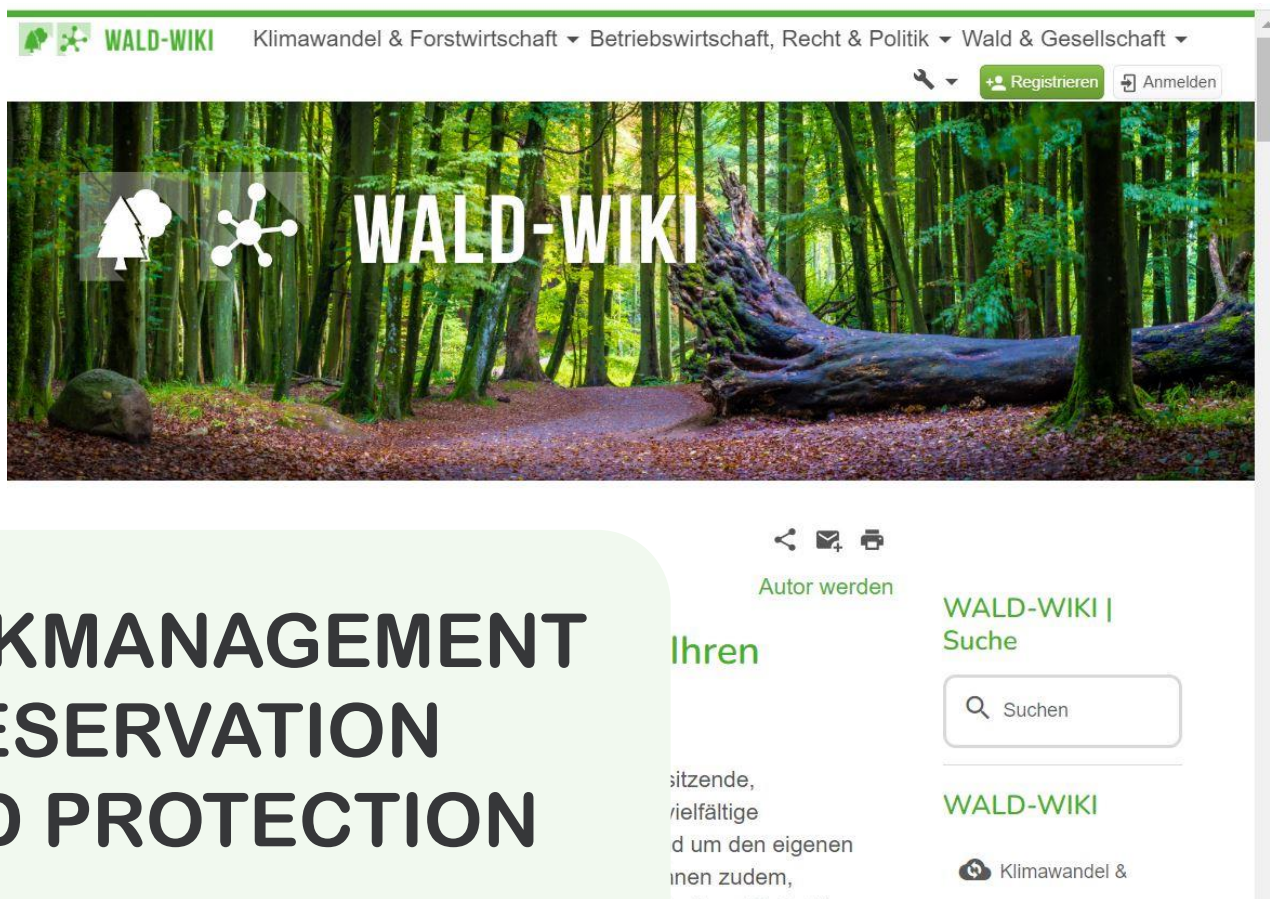 WALD-WIKI Klimawandel & Forstwirtschaft Betriebswirtschaft, Recht & Politik Wald & Gesellschaft
Registrieren Anmelden
WALD-WIKI
Autor werden
KMANAGEMENT
ESERVATION
PROTECTION
Ihren
sitzende,
vielfältige
d um den eigenen
nnen zudem,
WALD-WIKI |
Suche
Suchen
WALD-WIKI
Klimawandel &